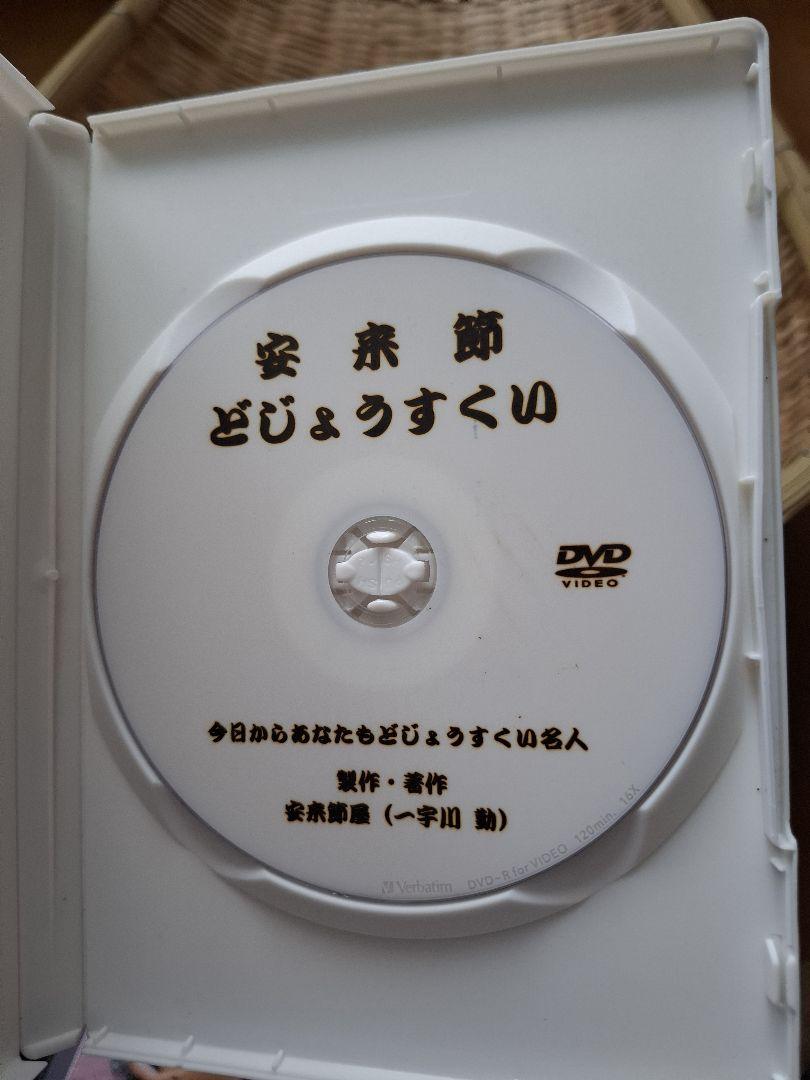 安来節
どじょうすくい
DVD
VIDEO
今日からあなたもどじょうすくい名人
製作・著作
安来節屋(一宇川 勤)
Verbatim DVD-R for VIDEO 120min. 16X